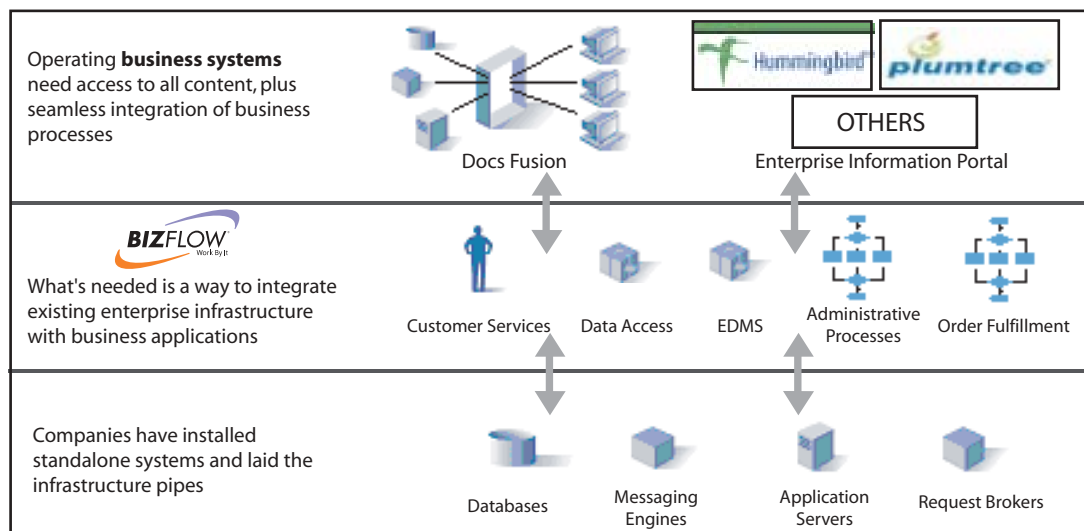 Operating business systems
need access to all content, plus
seamless integration of business
processes
Docs Fusion
Hummingbird™
plumtree
OTHERS
Enterprise Information Portal
BIZFLOW
Work By It
What's needed is a way to integrate
existing enterprise infrastructure
with business applications
Customer Services
Data Access
EDMS
Administrative
Processes
Order Fulfillment
Companies have installed
standalone systems and laid the
infrastructure pipes
Databases
Messaging
Engines
Application
Servers
Request Brokers